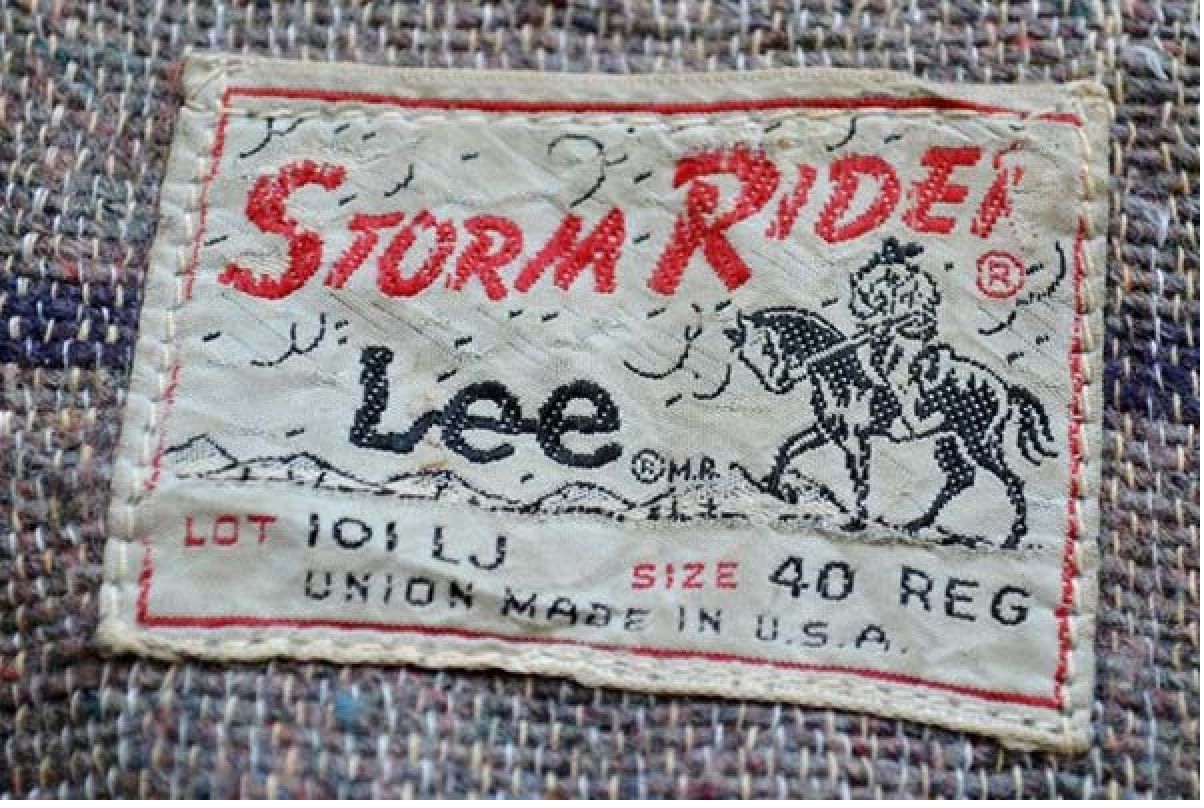 STORM RIDER ®
Lee ® M.R.
LOT 101 LJ SIZE 40 REG
UNION MADE IN U.S.A.